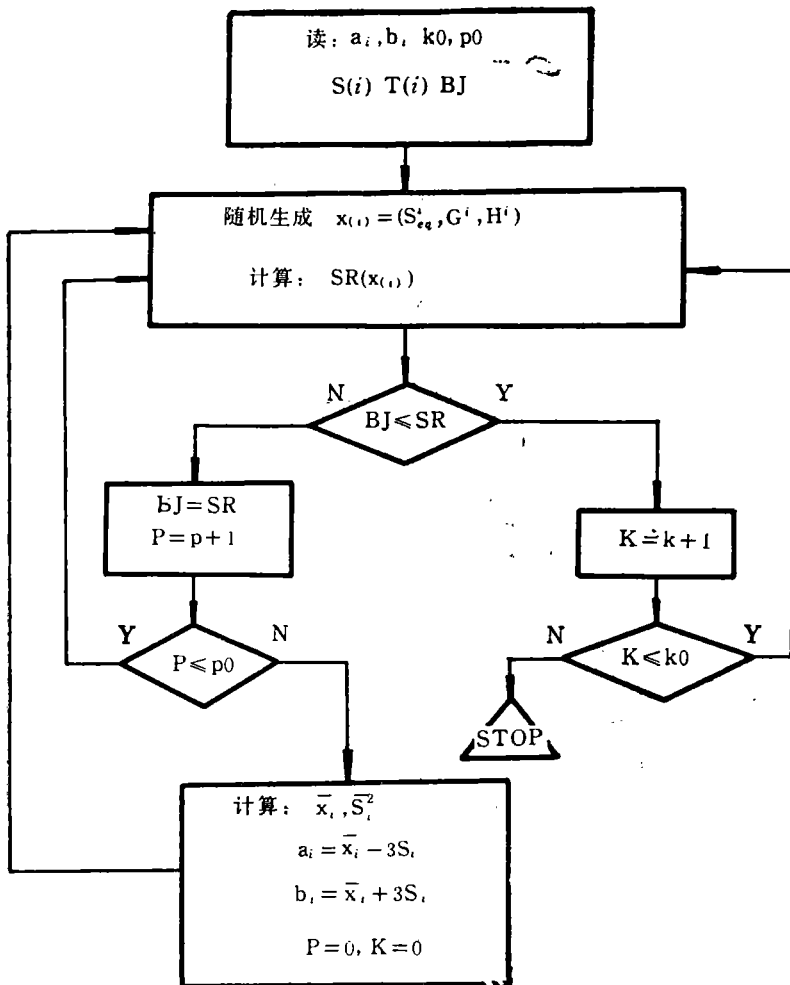 读: aᵢ,bᵢ k0,p0
S(i) T(i) BJ
随机生成 x₍ᵢ₎=(Sⁱeq,Gⁱ,Hⁱ)
计算: SR(x₍ᵢ₎)
N
Y
BJ≤SR
BJ=SR
P=p+1
K=k+1
Y
N
P≤p0
N
Y
K≤k0
STOP
计算: x̄ᵢ,S̄ᵢ²
aᵢ=x̄ᵢ-3Sᵢ
bᵢ=x̄ᵢ+3Sᵢ
P=0, K=0